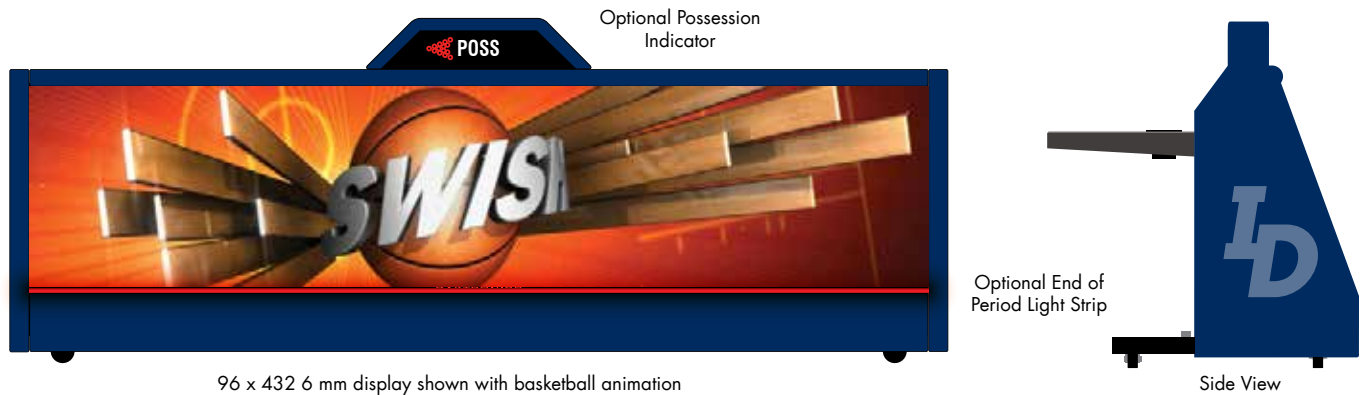 Optional Possession
Indicator
POSS
SWISH
ID
Optional End of
Period Light Strip
96 x 432 6 mm display shown with basketball animation
Side View